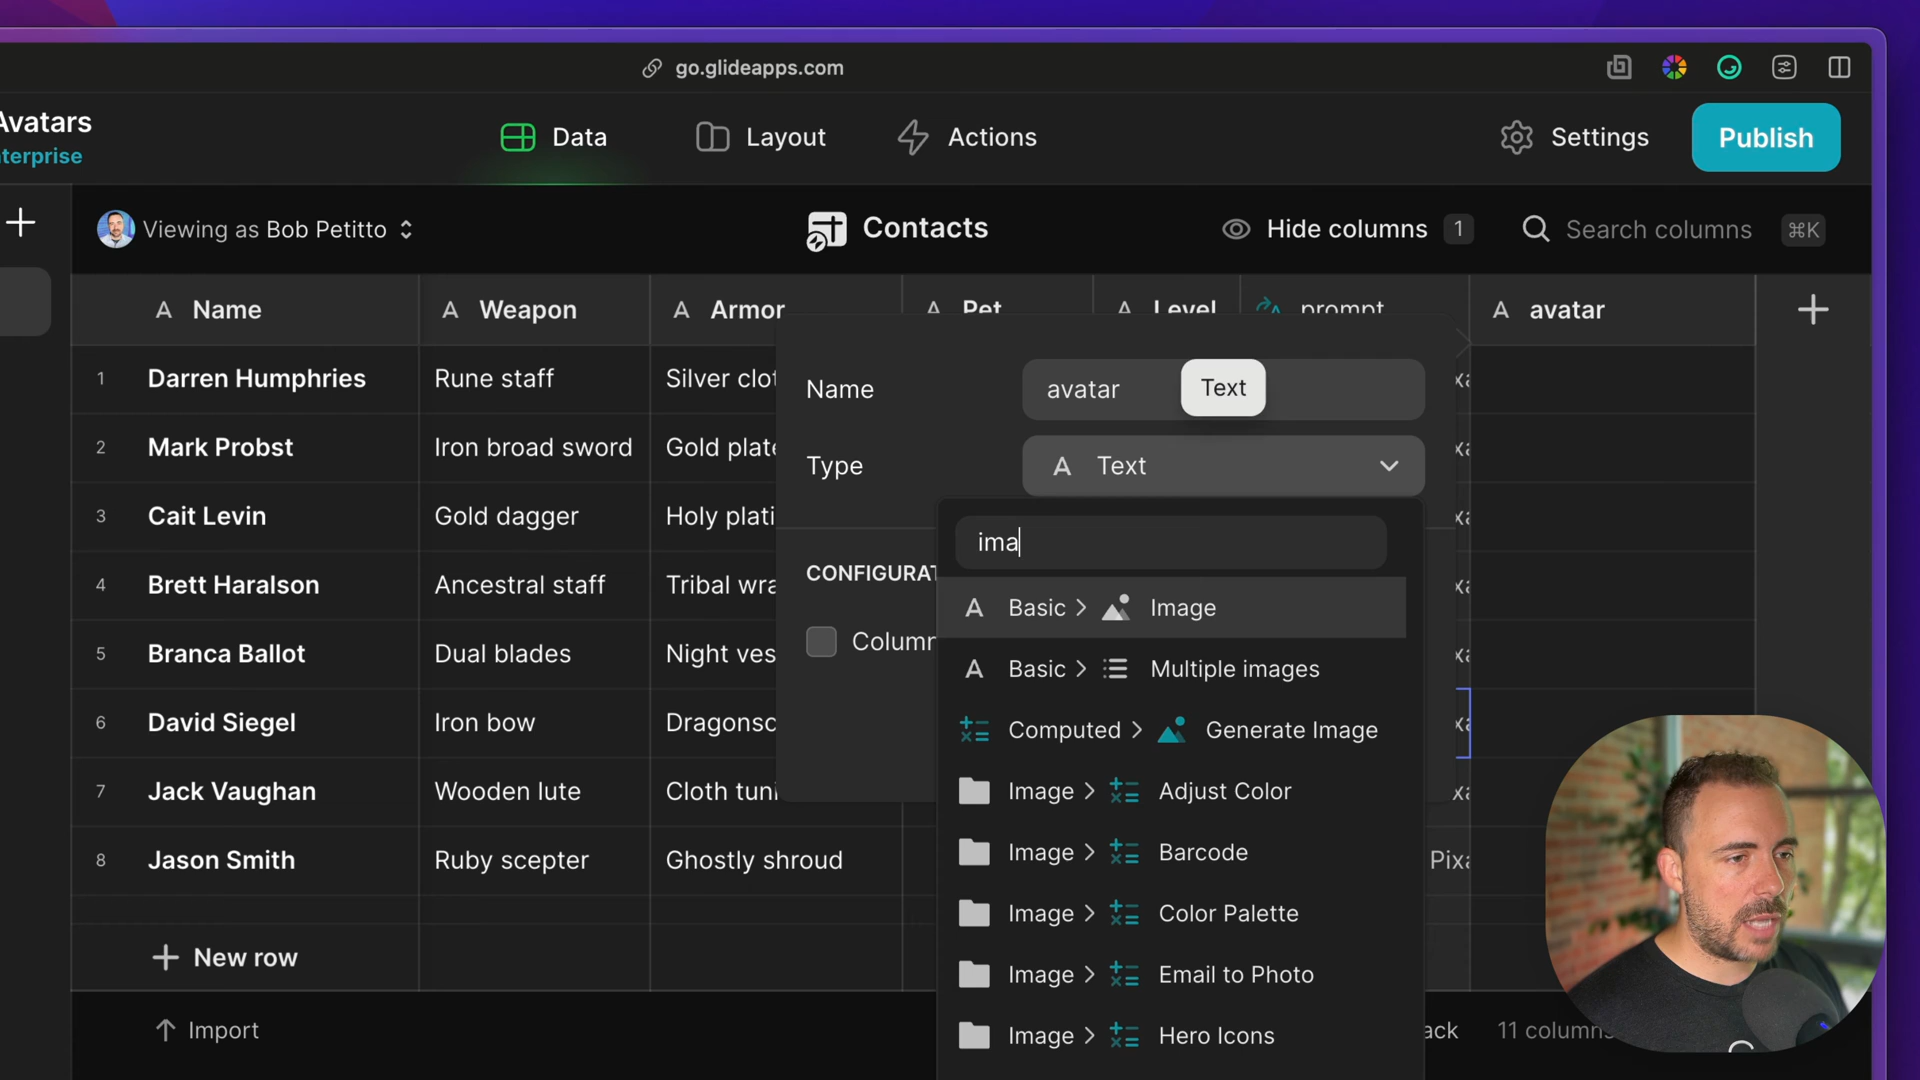 go.glideapps.com
Avatars
terprise
Data
Layout
Actions
Settings
Publish
Viewing as Bob Petitto
Contacts
Hide columns 1
Search columns ⌘K
Name Weapon Armor Pet Level prompt avatar
1 Darren Humphries Rune staff Silver clot
2 Mark Probst Iron broad sword Gold plate
3 Cait Levin Gold dagger Holy plati
4 Brett Haralson Ancestral staff Tribal wra
5 Branca Ballot Dual blades Night ves
6 David Siegel Iron bow Dragonsc
7 Jack Vaughan Wooden lute Cloth tuni
8 Jason Smith Ruby scepter Ghostly shroud Pixa
New row
Import
ack 11 columns
Name avatar Text
Type A Text
CONFIGURAT
Column
ima
A Basic > Image
A Basic > Multiple images
Computed > Generate Image
Image > Adjust Color
Image > Barcode
Image > Color Palette
Image > Email to Photo
Image > Hero Icons